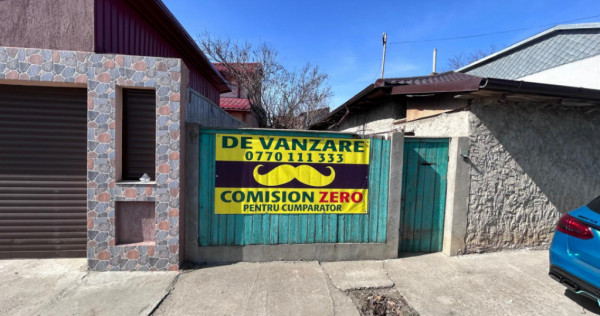 DE VANZARE
0770 111 333
COMISION ZERO
PENTRU CUMPARATOR